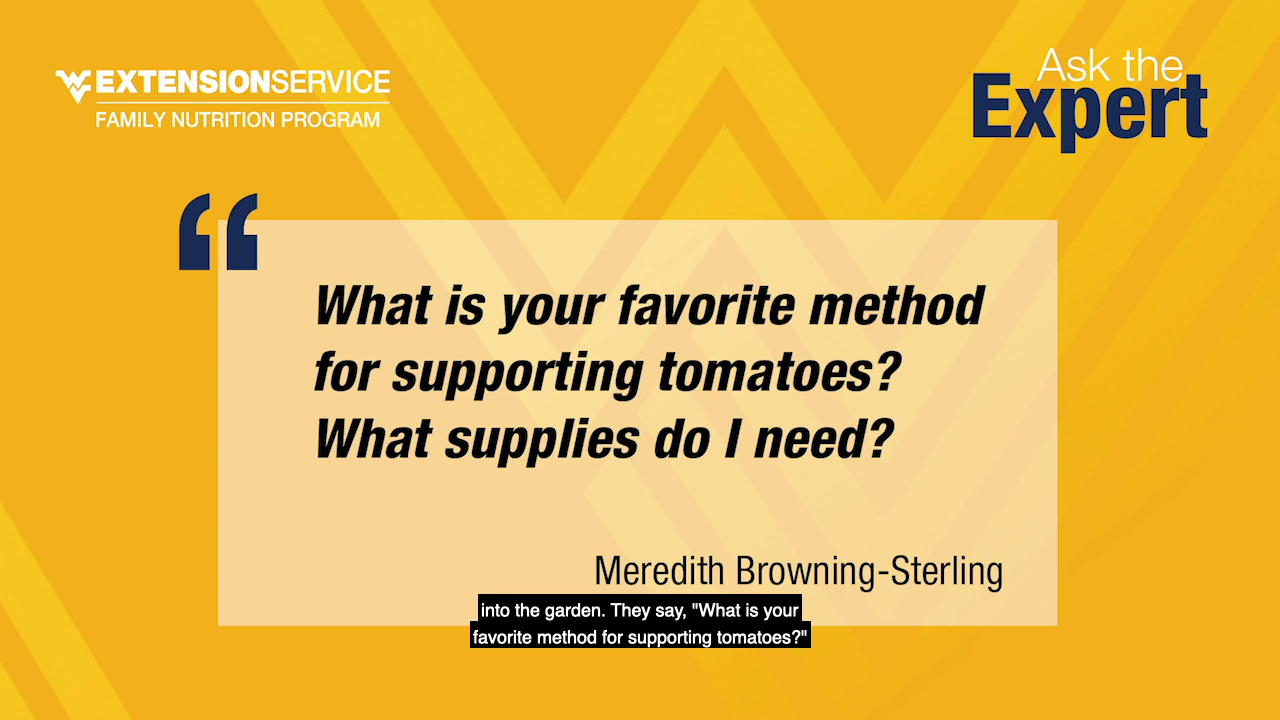 EXTENSIONSERVICE
FAMILY NUTRITION PROGRAM
Ask the
Expert
“
What is your favorite method
for supporting tomatoes?
What supplies do I need?
Meredith Browning-Sterling
into the garden. They say, "What is your
favorite method for supporting tomatoes?"